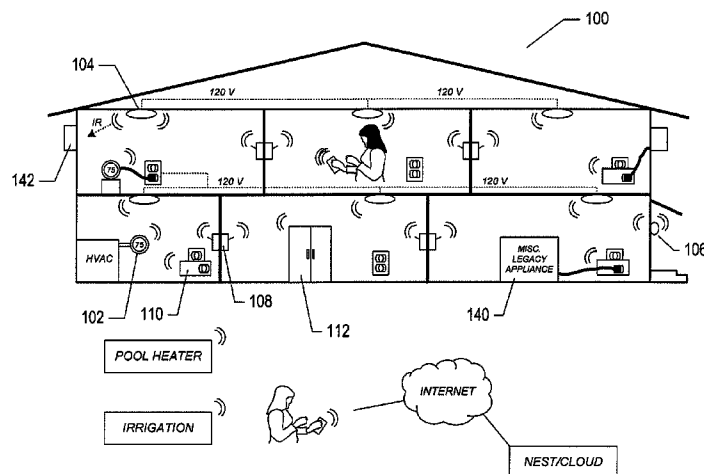 100
104
120 V
120 V
IR
142
75
120 V
120 V
106
HVAC
75
MISC.
LEGACY
APPLIANCE
102
110
108
112
140
POOL HEATER
INTERNET
IRRIGATION
NEST/CLOUD